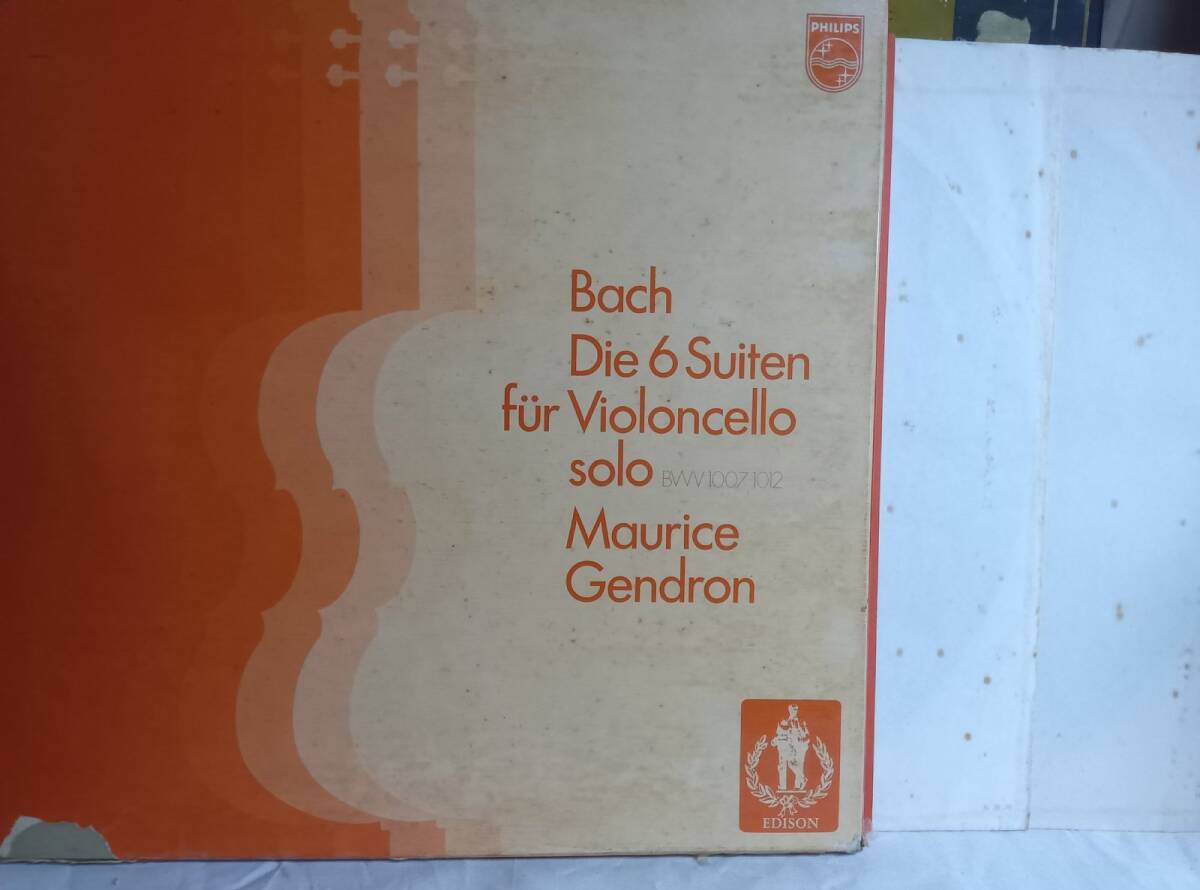 PHILIPS
Bach
Die 6 Suiten
für Violoncello
solo BWV 1007-1012
Maurice
Gendron
EDISON